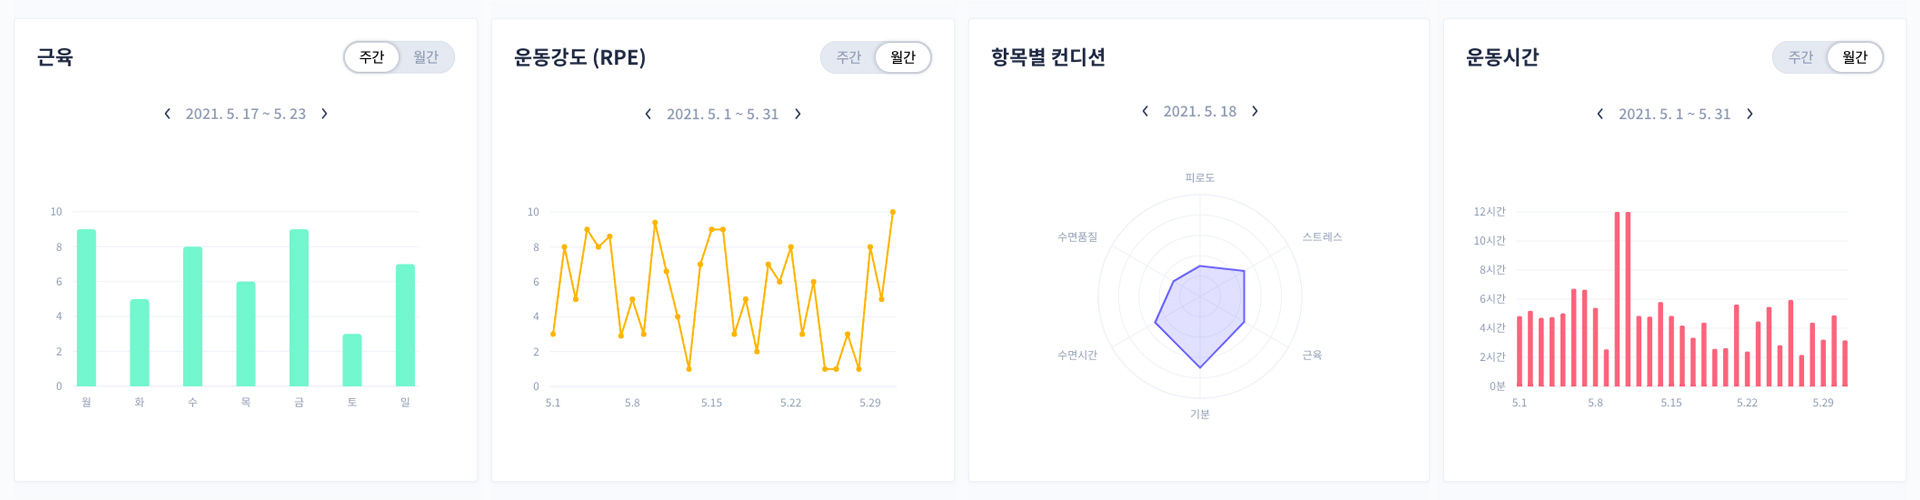 근육
주간 월간
2021. 5. 17 ~ 5. 23
10
8
6
4
2
0
월 화 수 목 금 토 일
운동강도 (RPE)
주간 월간
2021. 5. 1 ~ 5. 31
10
8
6
4
2
0
5.1 5.8 5.15 5.22 5.29
항목별 컨디션
2021. 5. 18
피로도
수면품질 스트레스
수면시간 근육
기분
운동시간
주간 월간
2021. 5. 1 ~ 5. 31
12시간
10시간
8시간
6시간
4시간
2시간
0분
5.1 5.8 5.15 5.22 5.29